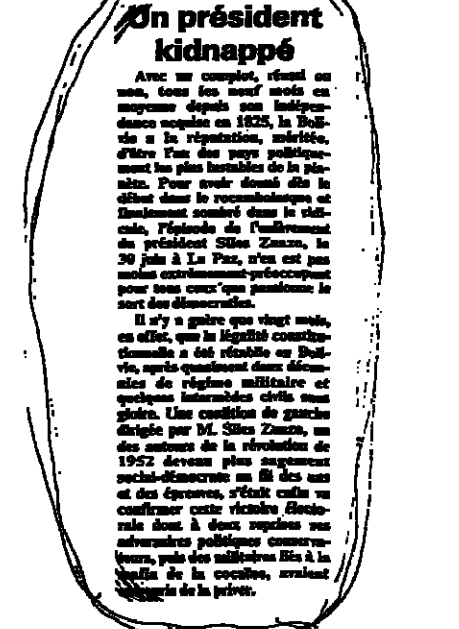 Un président
kidnappé
Avec un complot, réussi ou
non, tous les neuf mois en
moyenne depuis son indépen-
dance acquise en 1825, la Boli-
vie a la réputation, méritée,
d'être l'un des pays politique-
ment les plus instables de la pla-
nète. Pour avoir donné dès le
début dans le rocambolesque et
finalement sombré dans le ridi-
cule, l'épisode de l'enlèvement
du président Siles Zuazo, le
30 juin à La Paz, n'en est pas
moins extrêmement préoccupant
pour tous ceux que passionne le
sort des démocraties.
Il n'y a guère que vingt mois,
en effet, que la légalité constitu-
tionnelle a été rétablie en Boli-
vie, après quasiment deux décen-
nies de régime militaire et
quelques intermèdes civils sans
gloire. Une coalition de gauche
dirigée par M. Siles Zuazo, un
des auteurs de la révolution de
1952 devenu plus sagement
social-démocrate au fil des ans
et des épreuves, s'était enfin vu
confirmer cette victoire électo-
rale dont à deux reprises ses
adversaires politiques conserva-
teurs, puis des militaires liés à la
mafia de la cocaïne, avaient
de la priver.